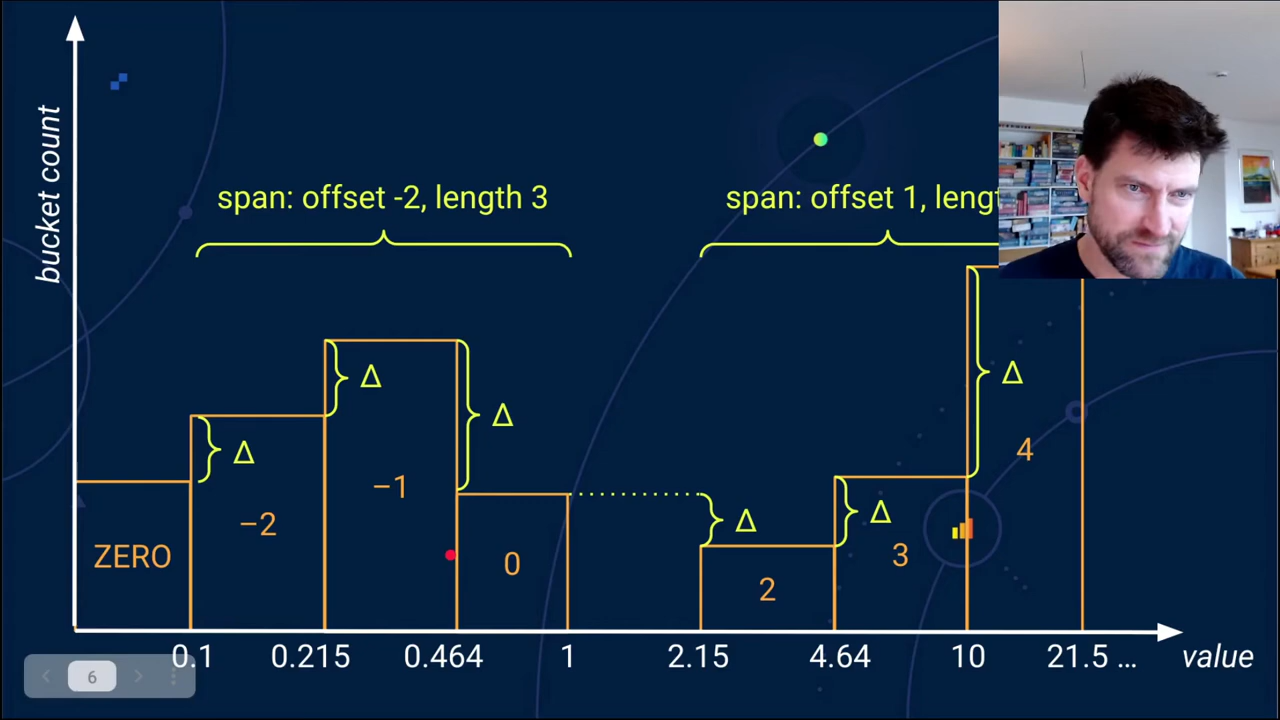 bucket count
span: offset -2, length 3
span: offset 1, lengt
Δ
Δ
Δ
Δ
Δ
Δ
ZERO
−2
−1
0
2
3
4
0.1
0.215
0.464
1
2.15
4.64
10
21.5 ...
value
6